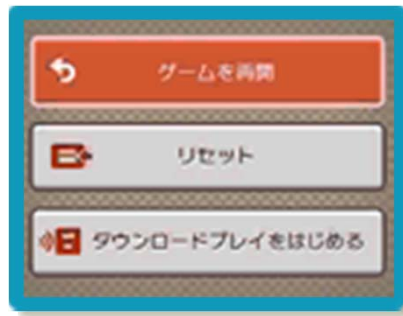 ゲームを再開
リセット
ダウンロードプレイをはじめる